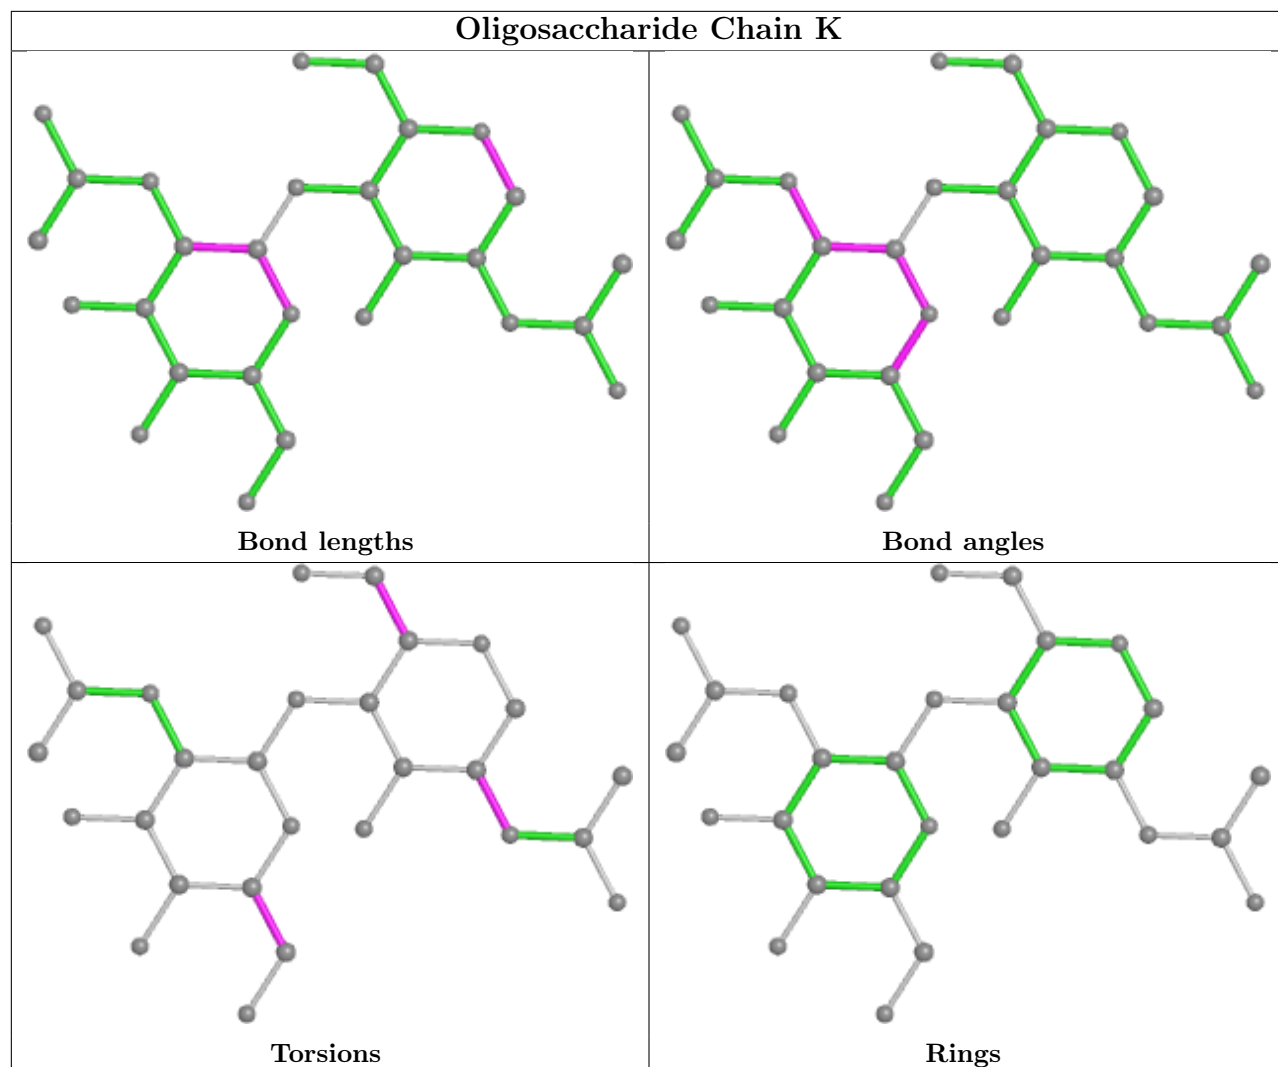 Oligosaccharide Chain K
Bond lengths
Bond angles
Torsions
Rings